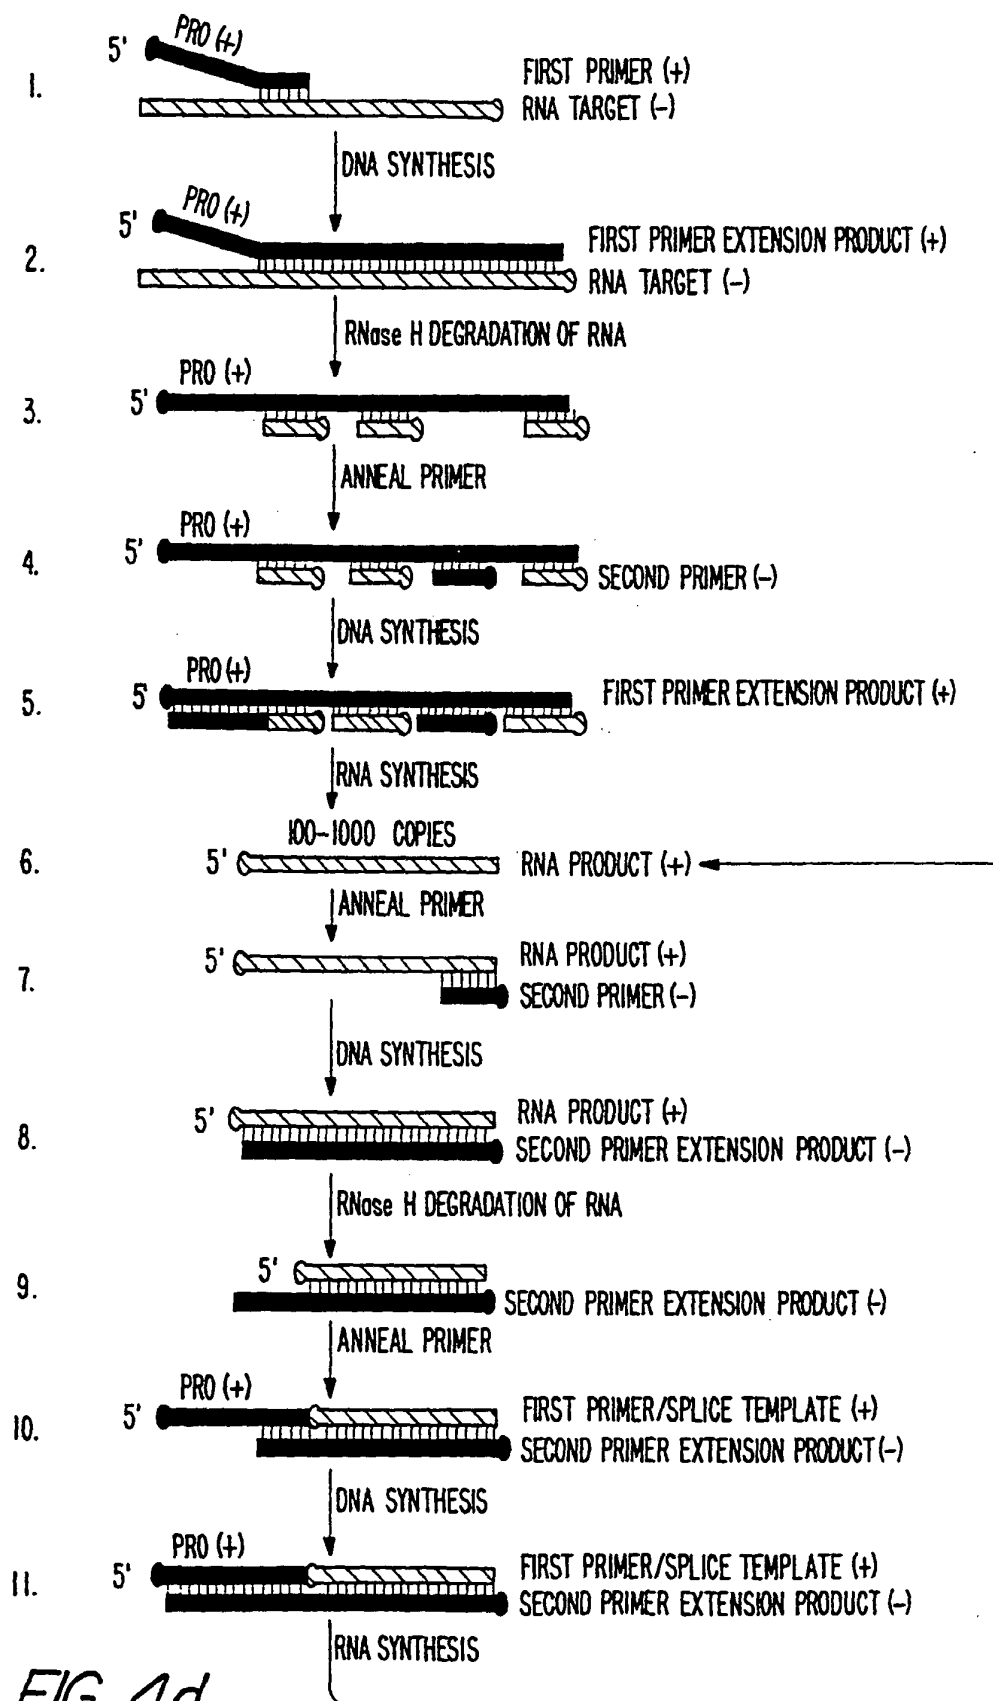 PRO (+)
5'
1.
FIRST PRIMER (+)
RNA TARGET (-)
DNA SYNTHESIS
PRO (+)
5'
2.
FIRST PRIMER EXTENSION PRODUCT (+)
RNA TARGET (-)
RNase H DEGRADATION OF RNA
PRO (+)
5'
3.
ANNEAL PRIMER
PRO (+)
5'
4.
SECOND PRIMER (-)
DNA SYNTHESIS
PRO (+)
5'
5.
FIRST PRIMER EXTENSION PRODUCT (+)
RNA SYNTHESIS
100-1000 COPIES
6.
5'
RNA PRODUCT (+)
ANNEAL PRIMER
5'
RNA PRODUCT (+)
7.
SECOND PRIMER (-)
DNA SYNTHESIS
5'
RNA PRODUCT (+)
8.
SECOND PRIMER EXTENSION PRODUCT (-)
RNase H DEGRADATION OF RNA
5'
9.
SECOND PRIMER EXTENSION PRODUCT (-)
ANNEAL PRIMER
PRO (+)
5'
FIRST PRIMER/SPLICE TEMPLATE (+)
10.
SECOND PRIMER EXTENSION PRODUCT (-)
DNA SYNTHESIS
PRO (+)
5'
FIRST PRIMER/SPLICE TEMPLATE (+)
11.
SECOND PRIMER EXTENSION PRODUCT (-)
RNA SYNTHESIS
FIG. 4d